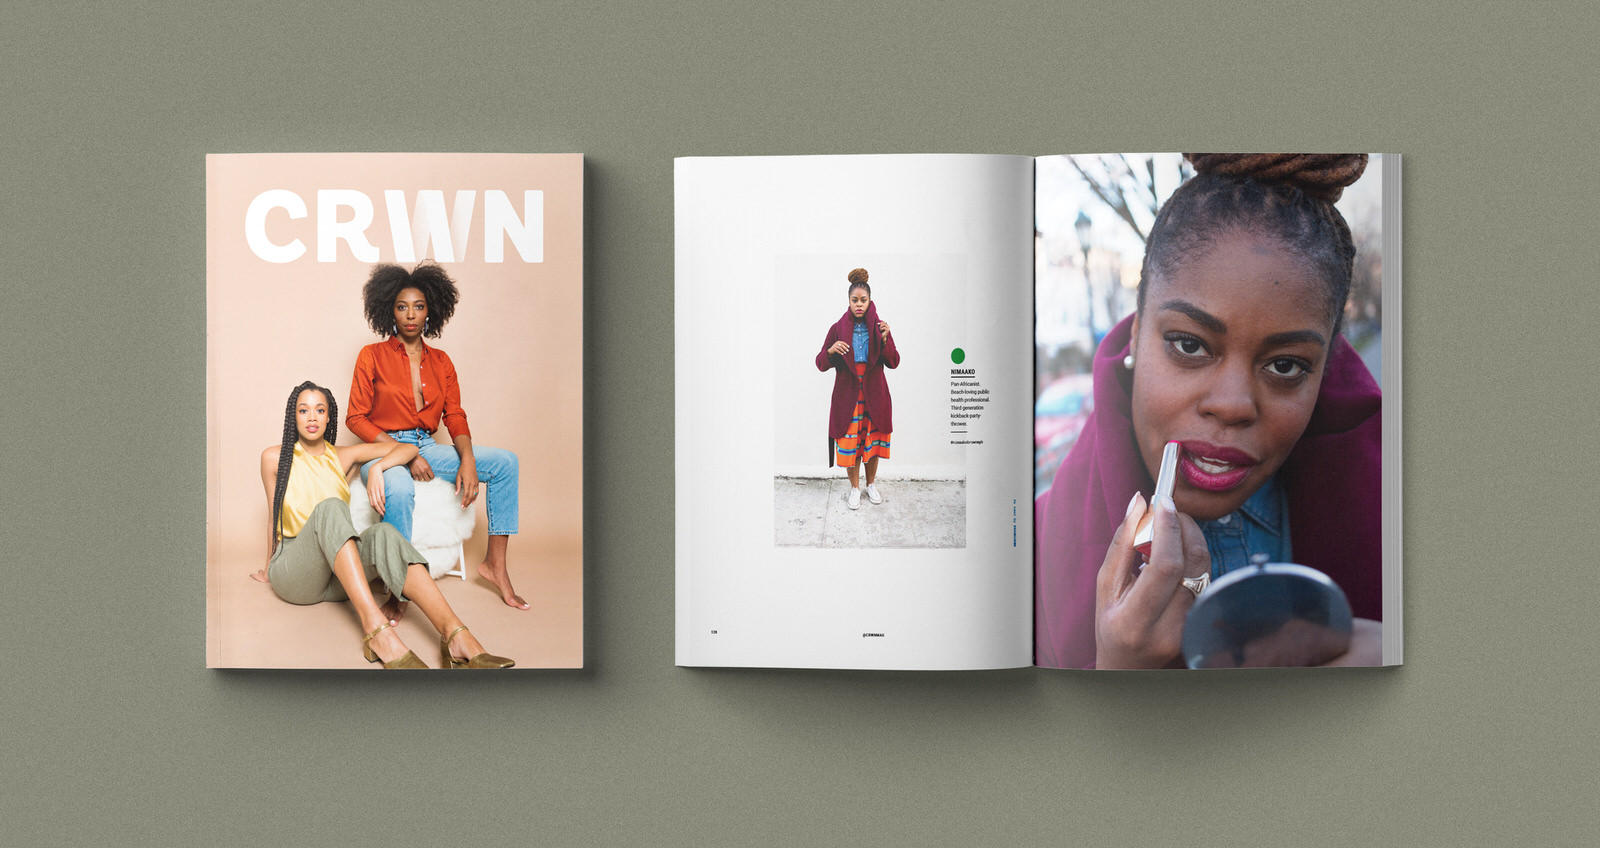 CRWN
NIMAAKO
Pan-Africanist.
Beach-loving public
health professional.
Third generation
kickback party-
thrower.
@CRWNMAG